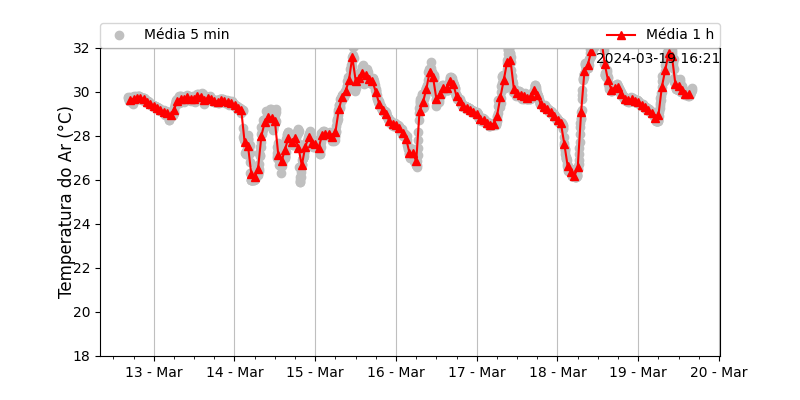 Média 5 min
Média 1 h
2024-03-19 16:21
Temperatura do Ar (°C)
32
30
28
26
24
22
20
18
13 - Mar
14 - Mar
15 - Mar
16 - Mar
17 - Mar
18 - Mar
19 - Mar
20 - Mar